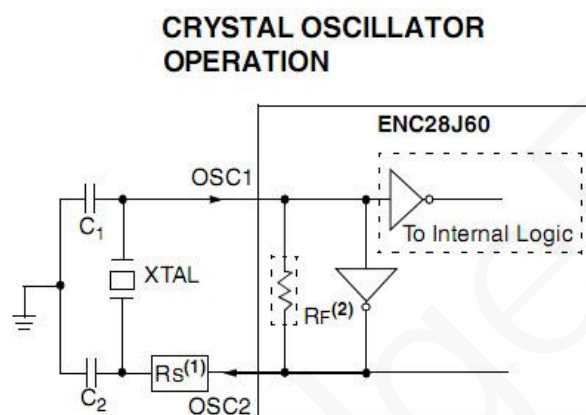 CRYSTAL OSCILLATOR
OPERATION
ENC28J60
OSC1
C1
To Internal Logic
XTAL
RF(2)
RS(1)
C2
OSC2